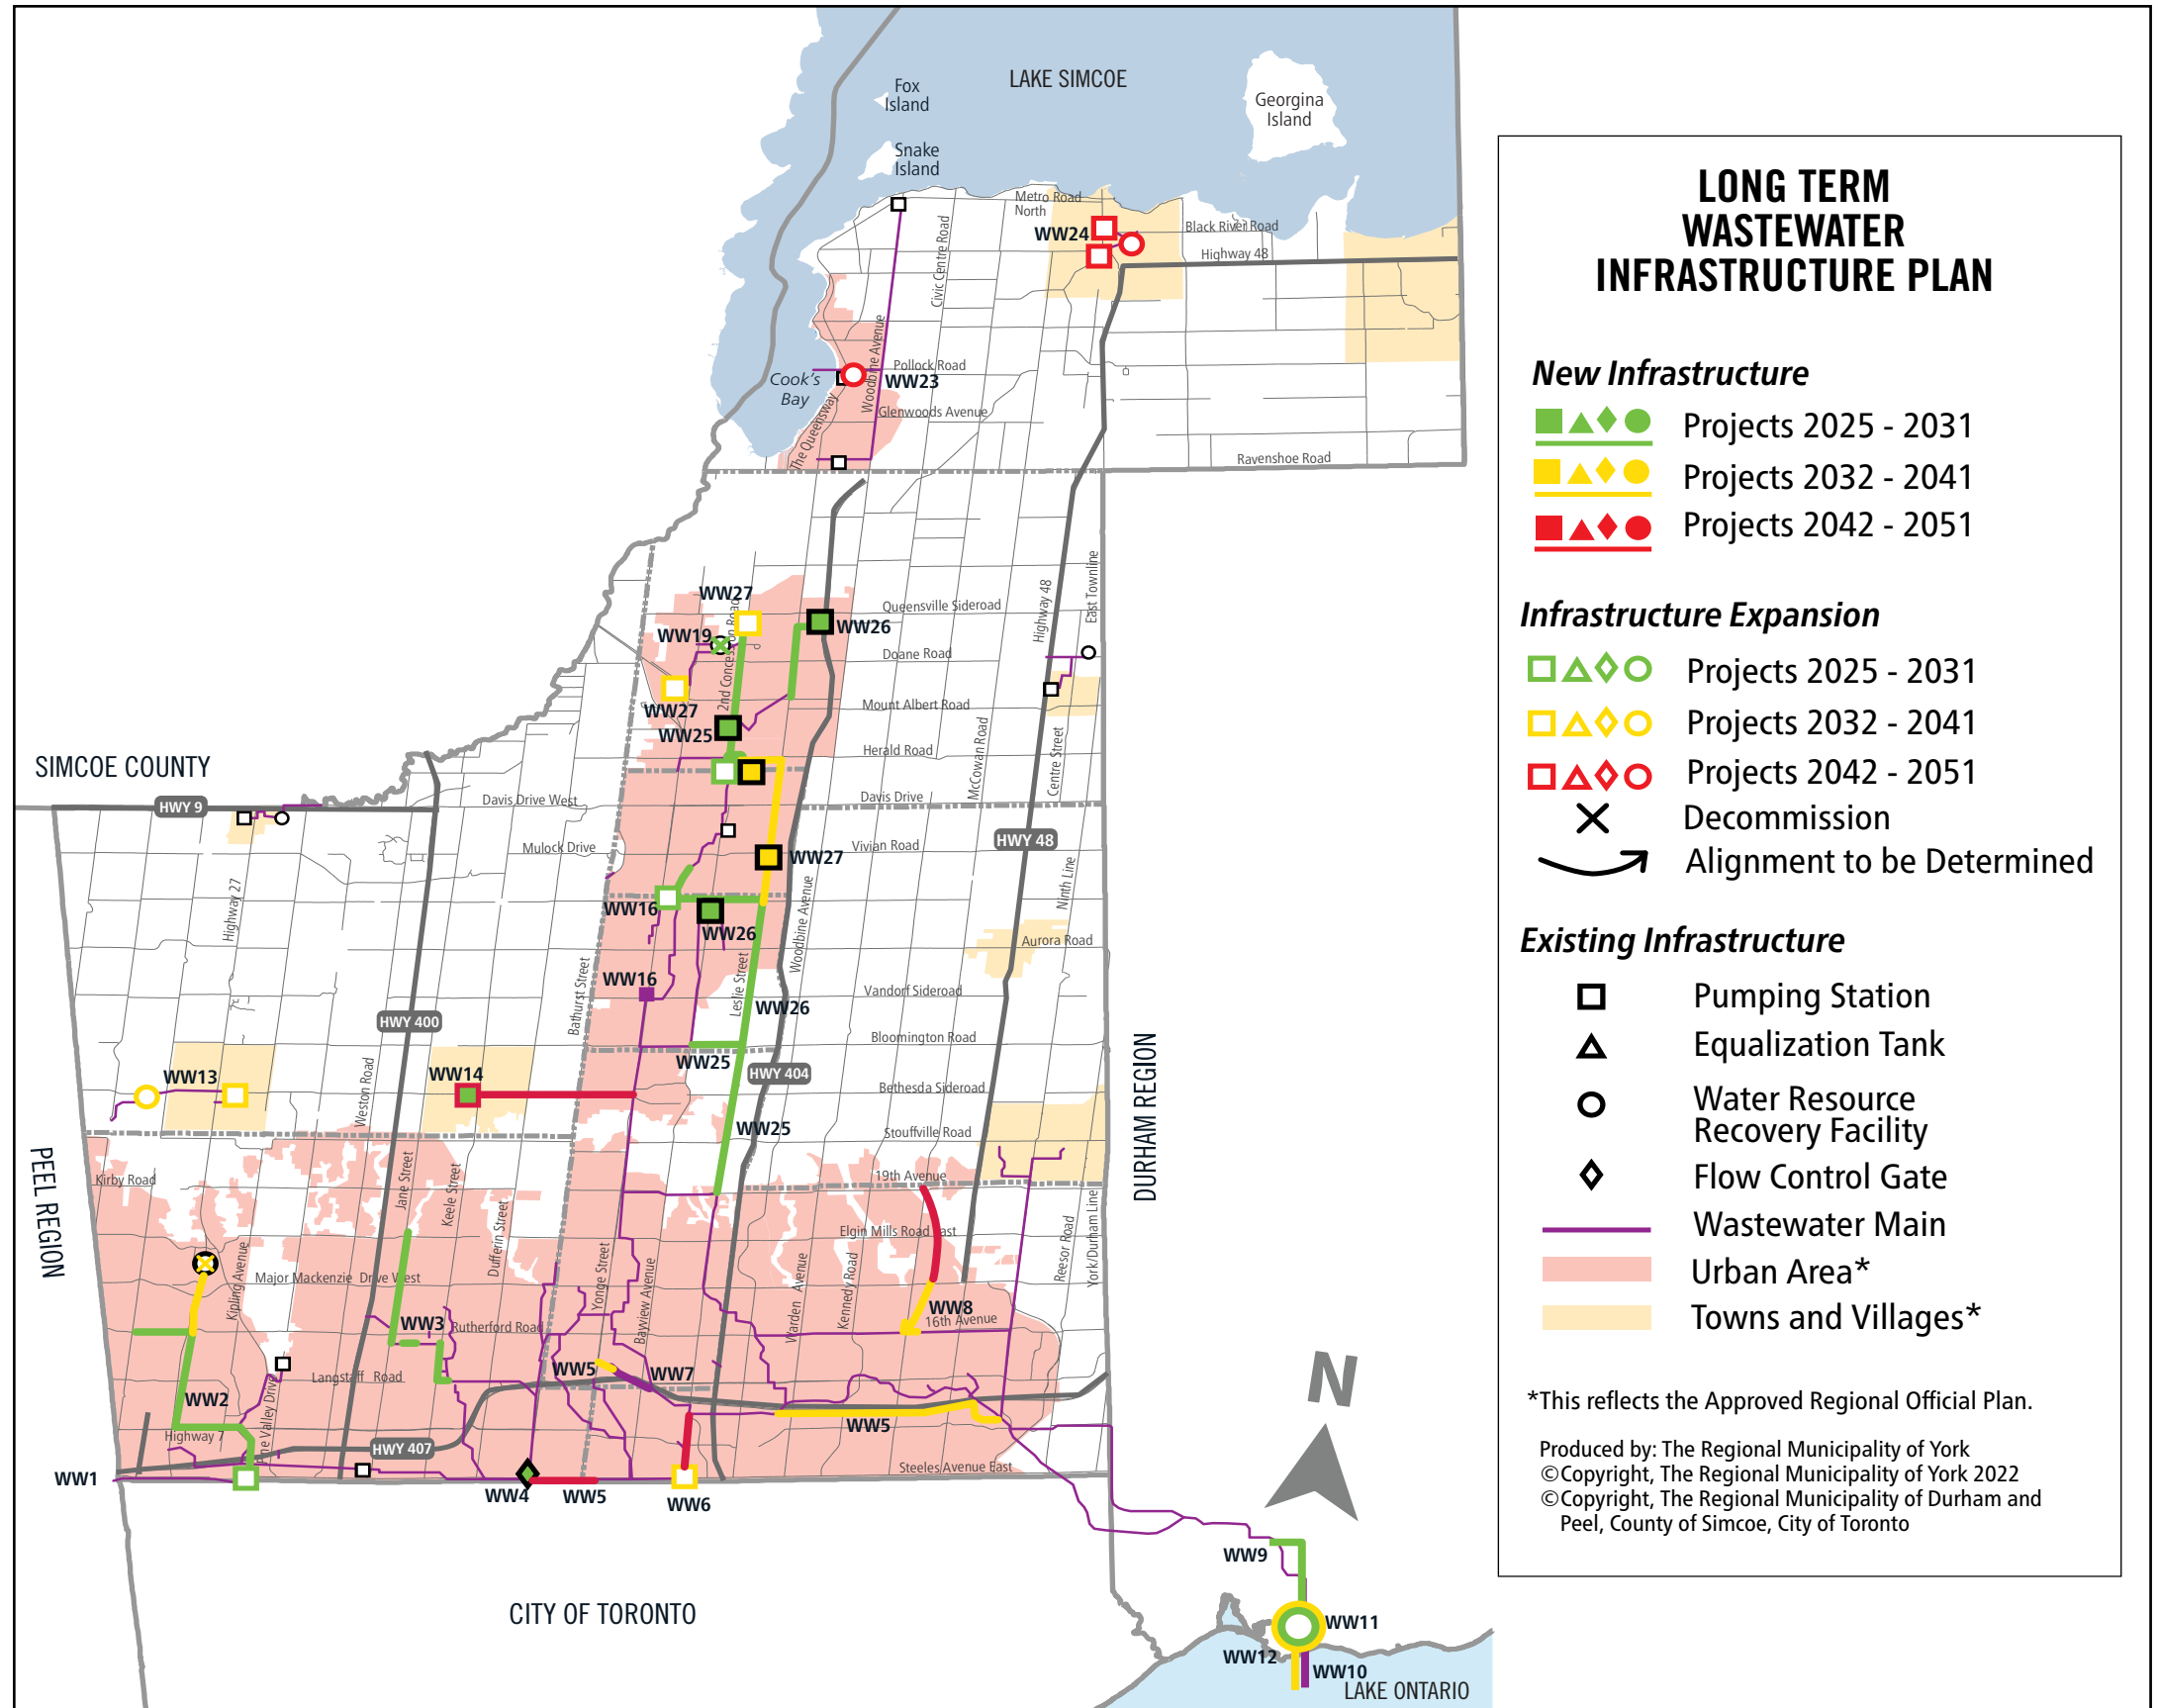 LAKE SIMCOE
Fox
Island
Georgina
Island
Snake
Island
Metro Road
North
WW24
Black River Road
Highway 48
Civic Centre Road
Woodbine Avenue
Pollock Road
WW23
Cook's
Bay
The Queensway
Glenwoods Avenue
Ravenshoe Road
WW27
Queensville Sideroad
WW26
WW19
2nd Concession Road
Doane Road
Highway 48
East Townline
WW27
Mount Albert Road
WW25
Herald Road
McCowan Road
Centre Street
SIMCOE COUNTY
HWY 9
Davis Drive West
Davis Drive
Mulock Drive
WW27
Vivian Road
HWY 48
Highway 27
Ninth Line
WW16
WW26
Woodbine Avenue
Aurora Road
Bathurst Street
WW16
Leslie Street
Vandorf Sideroad
HWY 400
WW26
Bloomington Road
WW25
HWY 404
WW13
Weston Road
WW14
Bethesda Sideroad
WW25
Stouffville Road
DURHAM REGION
PEEL REGION
Kirby Road
Jane Street
Keele Street
Dufferin Street
19th Avenue
Elgin Mills Road East
Kipling Avenue
Major Mackenzie Drive West
Yonge Street
Bayview Avenue
Warden Avenue
Kennedy Road
Reesor Road
York/Durham Line
WW8
16th Avenue
WW3
Rutherford Road
WW5
WW7
Langstaff Road
WW2
Pine Valley Drive
WW5
Highway 7
HWY 407
Steeles Avenue East
WW1
WW4
WW5
WW6
N
WW9
CITY OF TORONTO
WW11
WW12
WW10
LAKE ONTARIO
LONG TERM
WASTEWATER
INFRASTRUCTURE PLAN
New Infrastructure
Projects 2025 - 2031
Projects 2032 - 2041
Projects 2042 - 2051
Infrastructure Expansion
Projects 2025 - 2031
Projects 2032 - 2041
Projects 2042 - 2051
Decommission
Alignment to be Determined
Existing Infrastructure
Pumping Station
Equalization Tank
Water Resource
Recovery Facility
Flow Control Gate
Wastewater Main
Urban Area*
Towns and Villages*
*This reflects the Approved Regional Official Plan.
Produced by: The Regional Municipality of York
©Copyright, The Regional Municipality of York 2022
©Copyright, The Regional Municipality of Durham and
Peel, County of Simcoe, City of Toronto